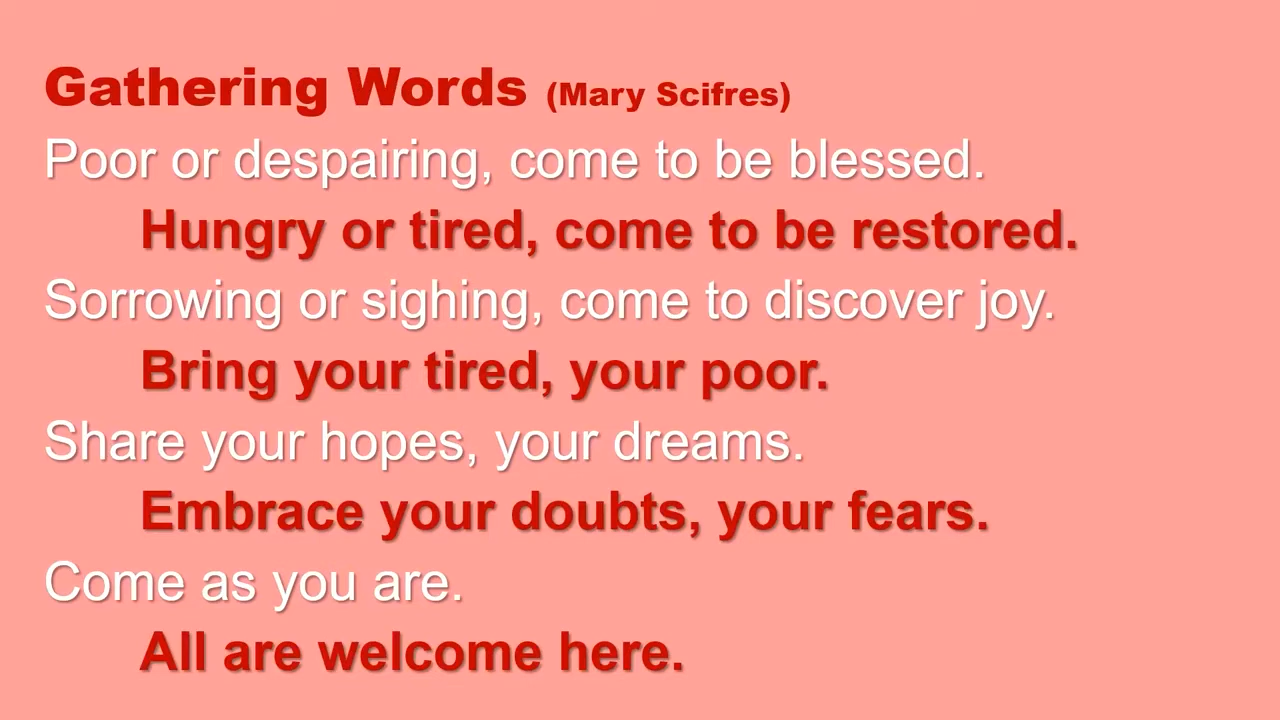 Gathering Words (Mary Scifres)
Poor or despairing, come to be blessed.
Hungry or tired, come to be restored.
Sorrowing or sighing, come to discover joy.
Bring your tired, your poor.
Share your hopes, your dreams.
Embrace your doubts, your fears.
Come as you are.
All are welcome here.